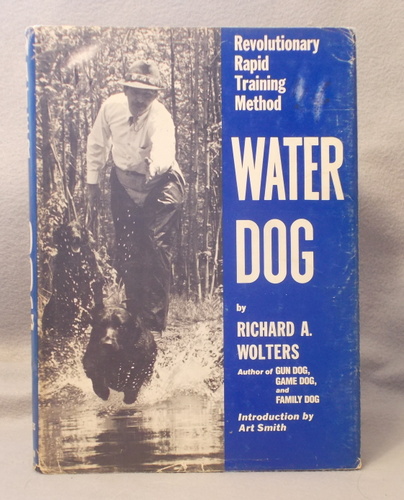 Revolutionary
Rapid
Training
Method
WATER
DOG
by
RICHARD A.
WOLTERS
Author of GUN DOG,
GAME DOG,
and
FAMILY DOG
Introduction by
Art Smith